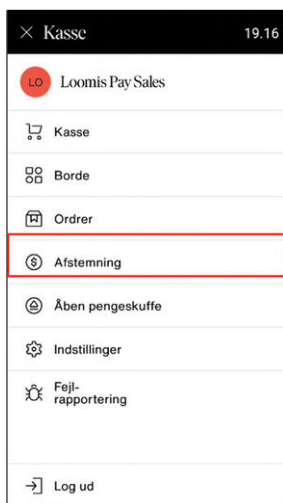 Kasse 19.16
LO Loomis Pay Sales
Kasse
Borde
Ordrer
Afstemning
Åben pengeskuffe
Indstillinger
Fejl-
rapportering
Log ud